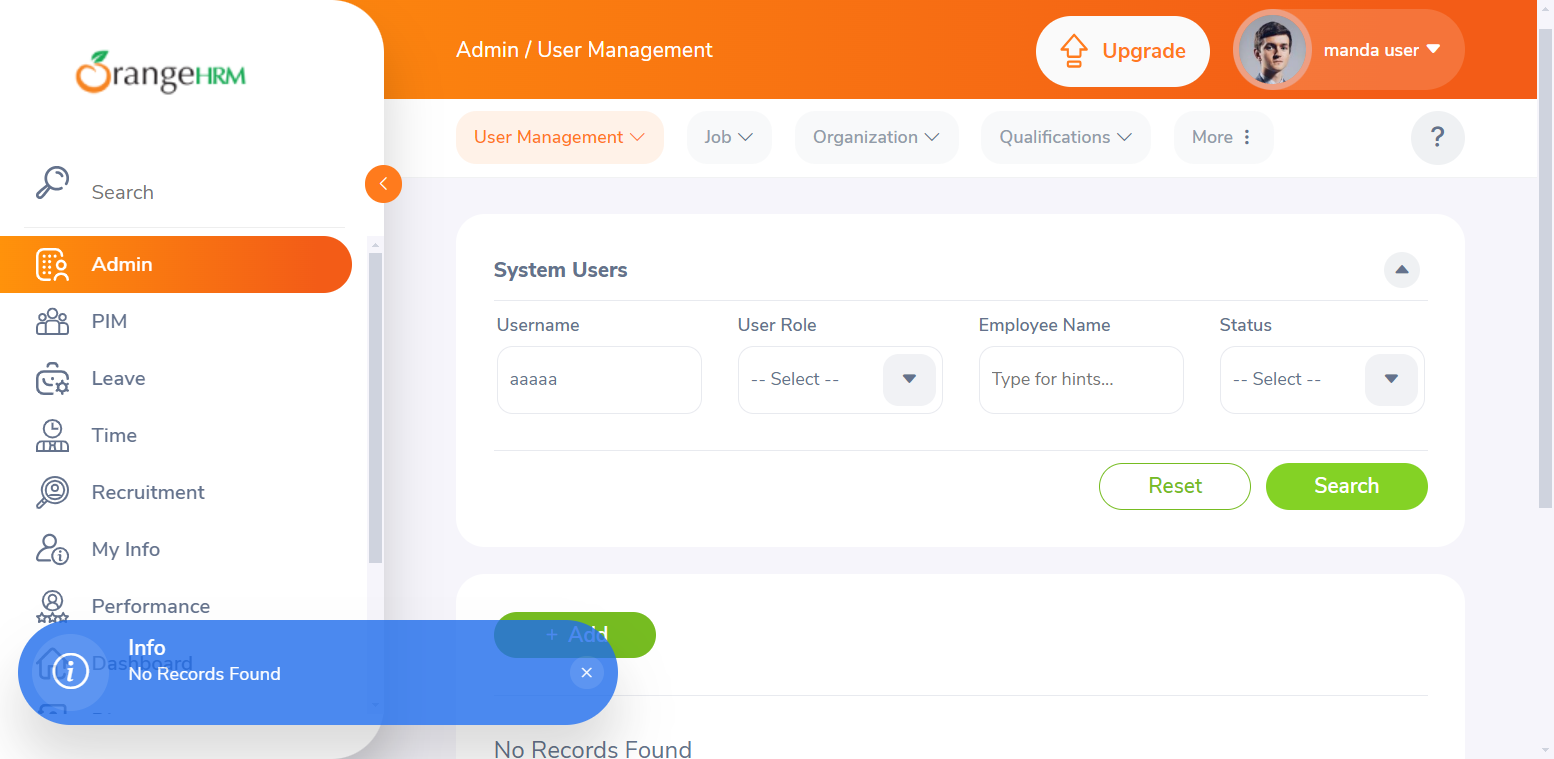 OrangeHRM
Admin / User Management
Upgrade
manda user
User Management
Job
Organization
Qualifications
More
?
Search
Admin
PIM
Leave
Time
Recruitment
My Info
Performance
Dashboard
System Users
Username
User Role
Employee Name
Status
aaaaa
-- Select --
Type for hints...
-- Select --
Reset
Search
+ Add
Info
No Records Found
No Records Found